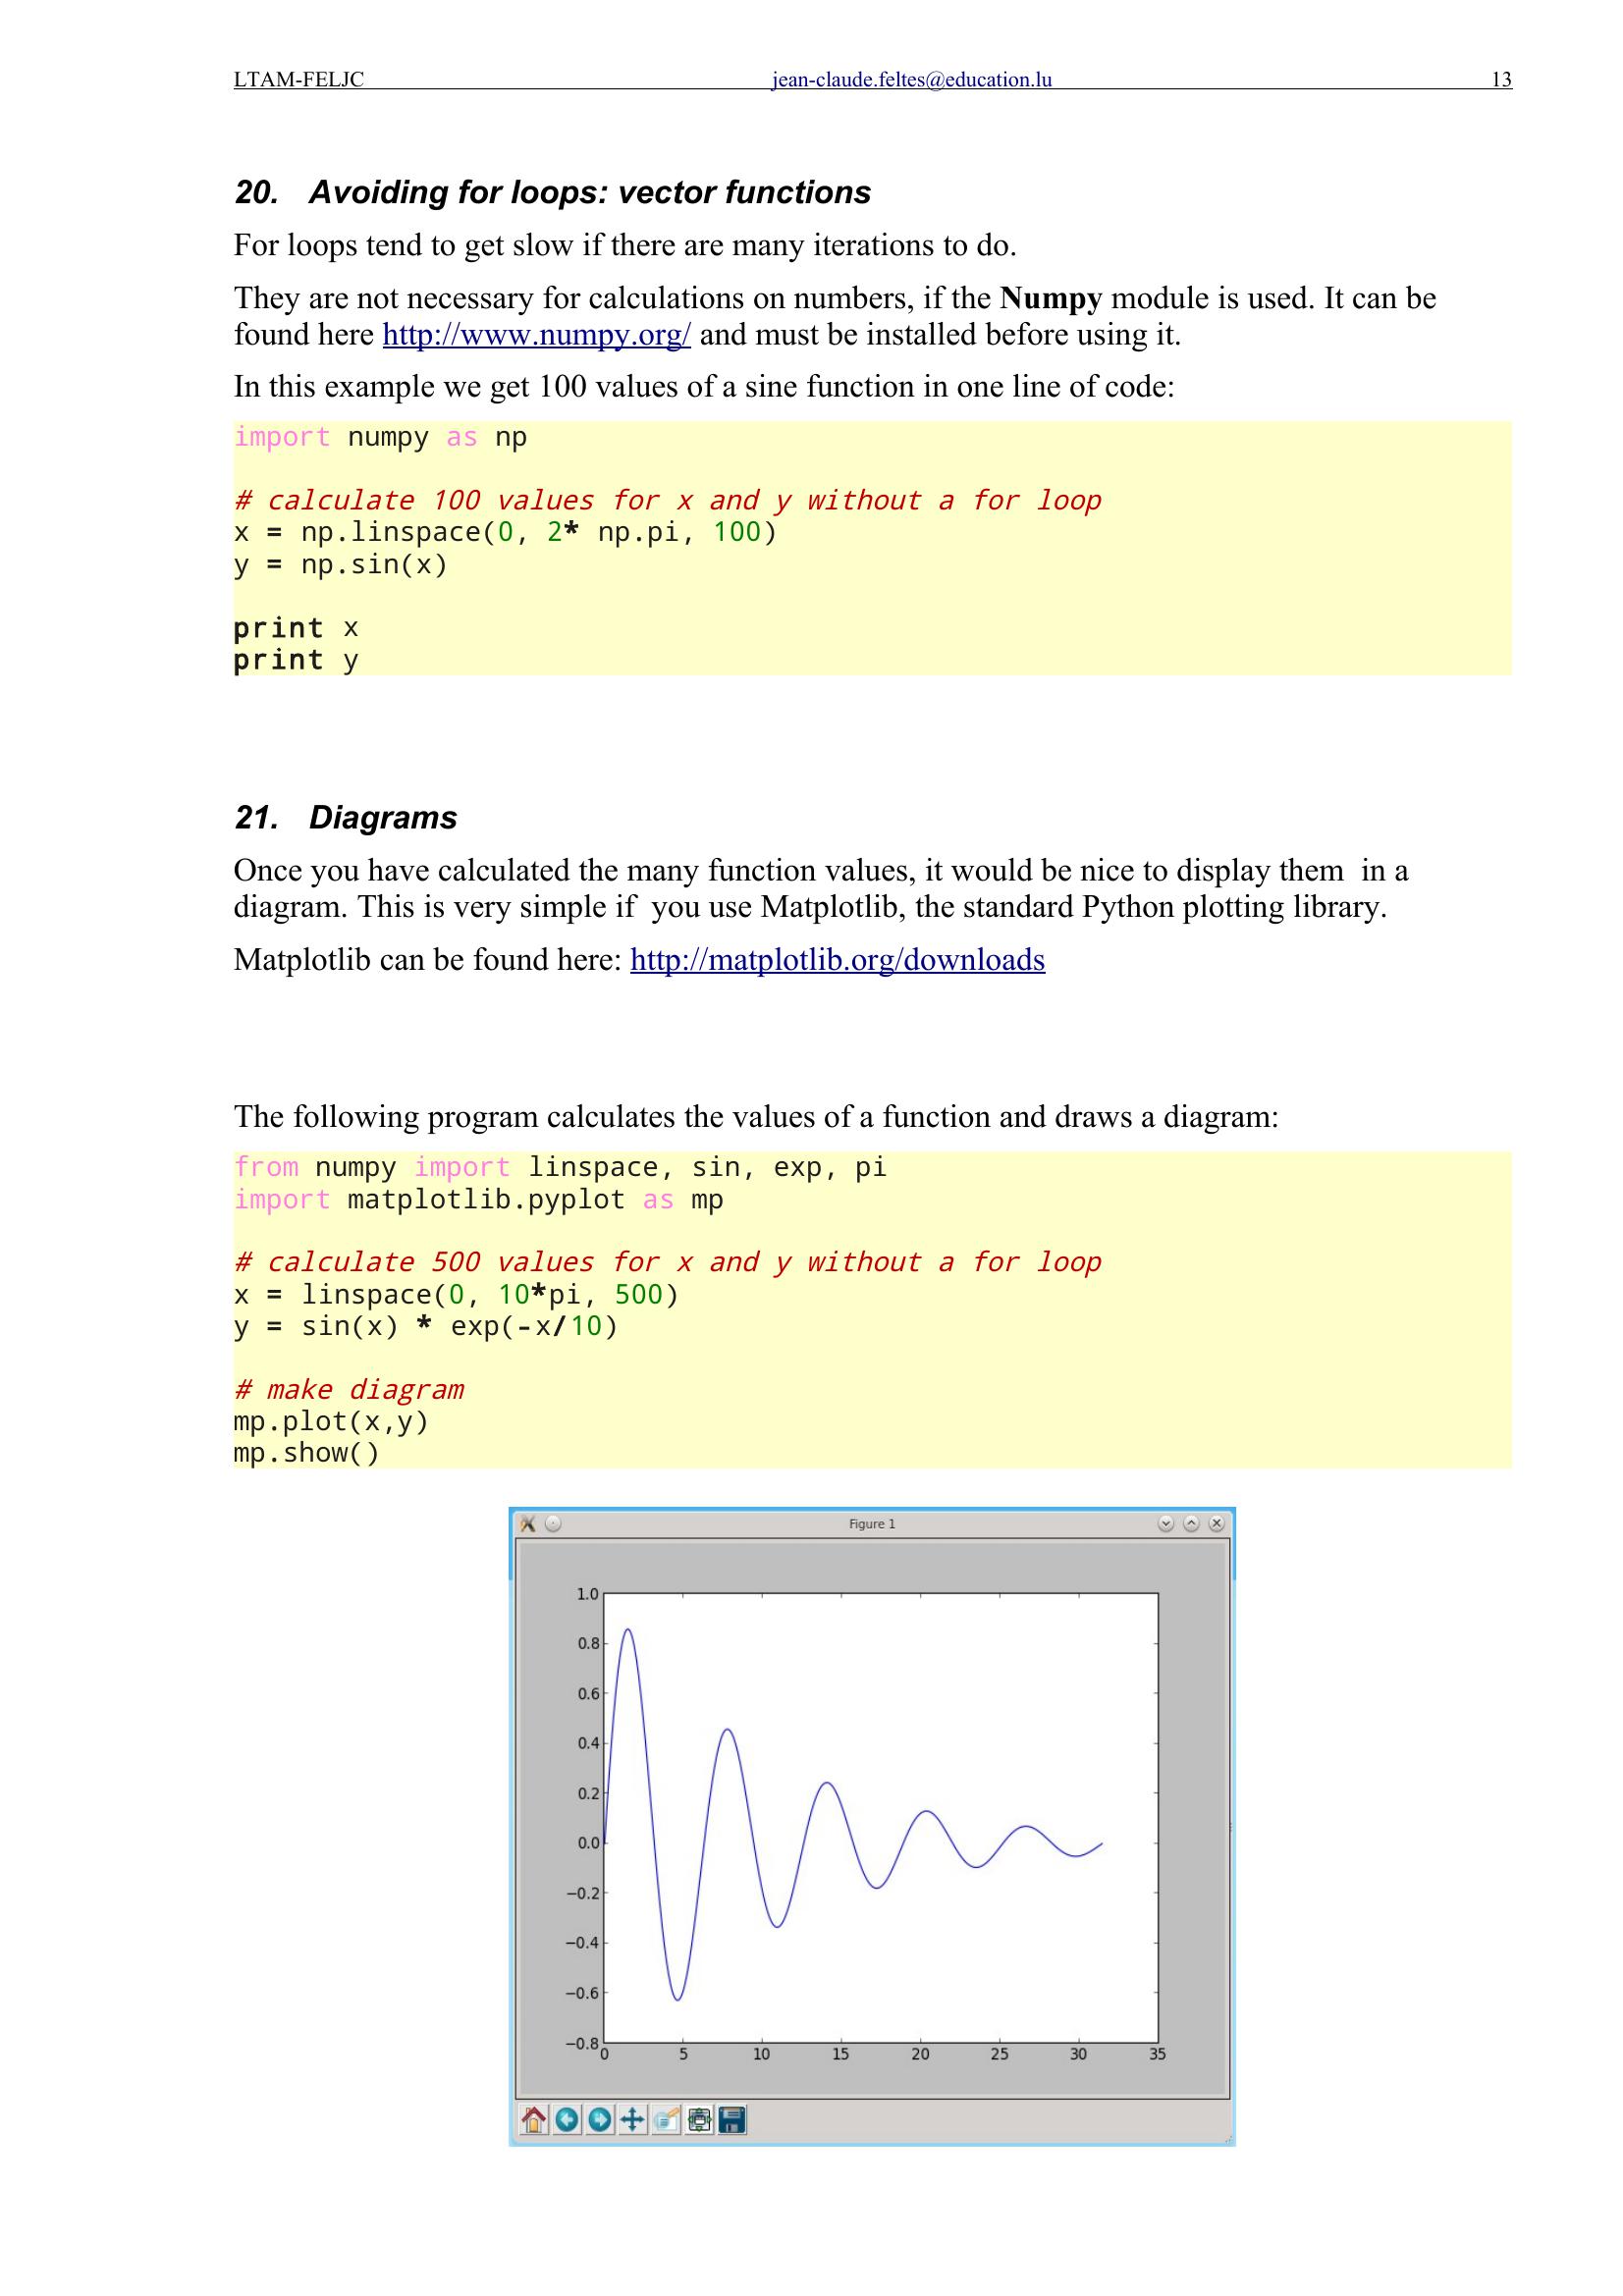 LTAM-FELJC jean-claude.feltes@education.lu 13
20. Avoiding for loops: vector functions
For loops tend to get slow if there are many iterations to do.
They are not necessary for calculations on numbers, if the Numpy module is used. It can be
found here http://www.numpy.org/ and must be installed before using it.
In this example we get 100 values of a sine function in one line of code:
import numpy as np
# calculate 100 values for x and y without a for loop
x = np.linspace(0, 2* np.pi, 100)
y = np.sin(x)
print x
print y
21. Diagrams
Once you have calculated the many function values, it would be nice to display them  in a
diagram. This is very simple if  you use Matplotlib, the standard Python plotting library.
Matplotlib can be found here: http://matplotlib.org/downloads
The following program calculates the values of a function and draws a diagram:
from numpy import linspace, sin, exp, pi
import matplotlib.pyplot as mp
# calculate 500 values for x and y without a for loop
x = linspace(0, 10*pi, 500)
y = sin(x) * exp(-x/10)
# make diagram
mp.plot(x,y)
mp.show()
Figure 1
1.0
0.8
0.6
0.4
0.2
0.0
−0.2
−0.4
−0.6
−0.8
0 5 10 15 20 25 30 35